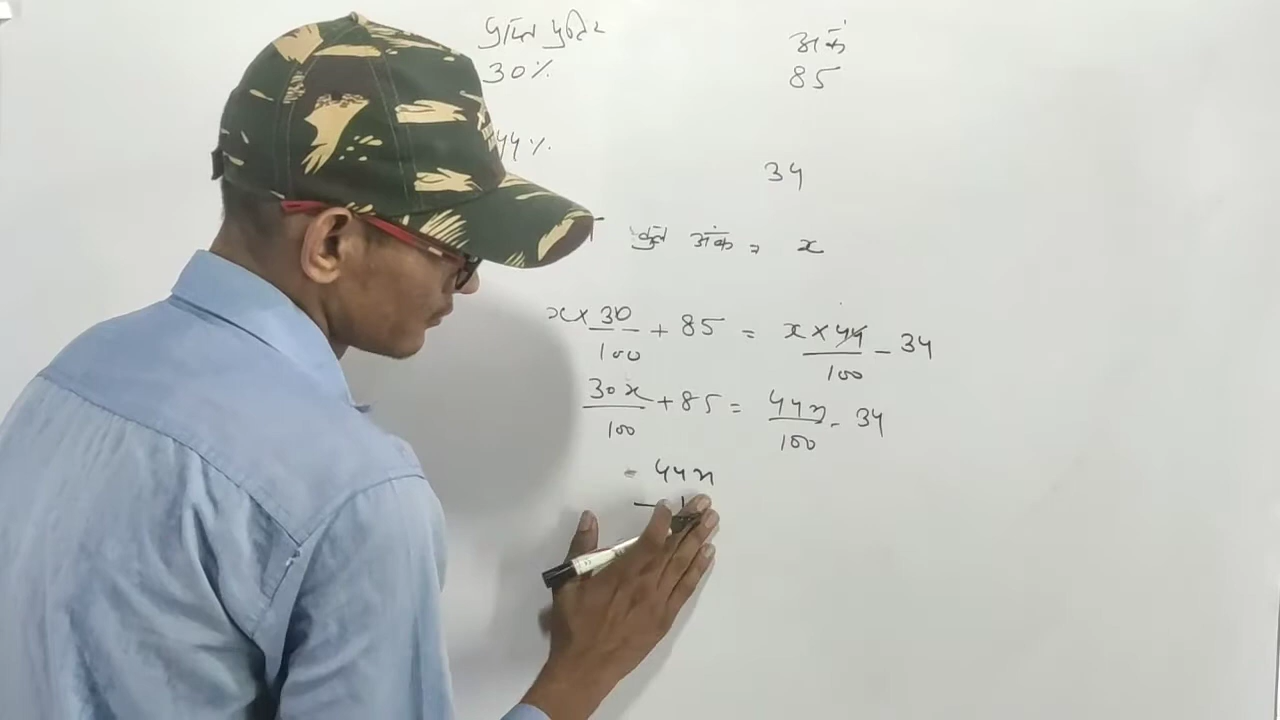 प्राप्त प्रतिशत अंक
30% 85
44%
34
कुल अंक = x
x × 30/100 + 85 = x × 44/100 - 34
30x/100 + 85 = 44x/100 - 34
44x